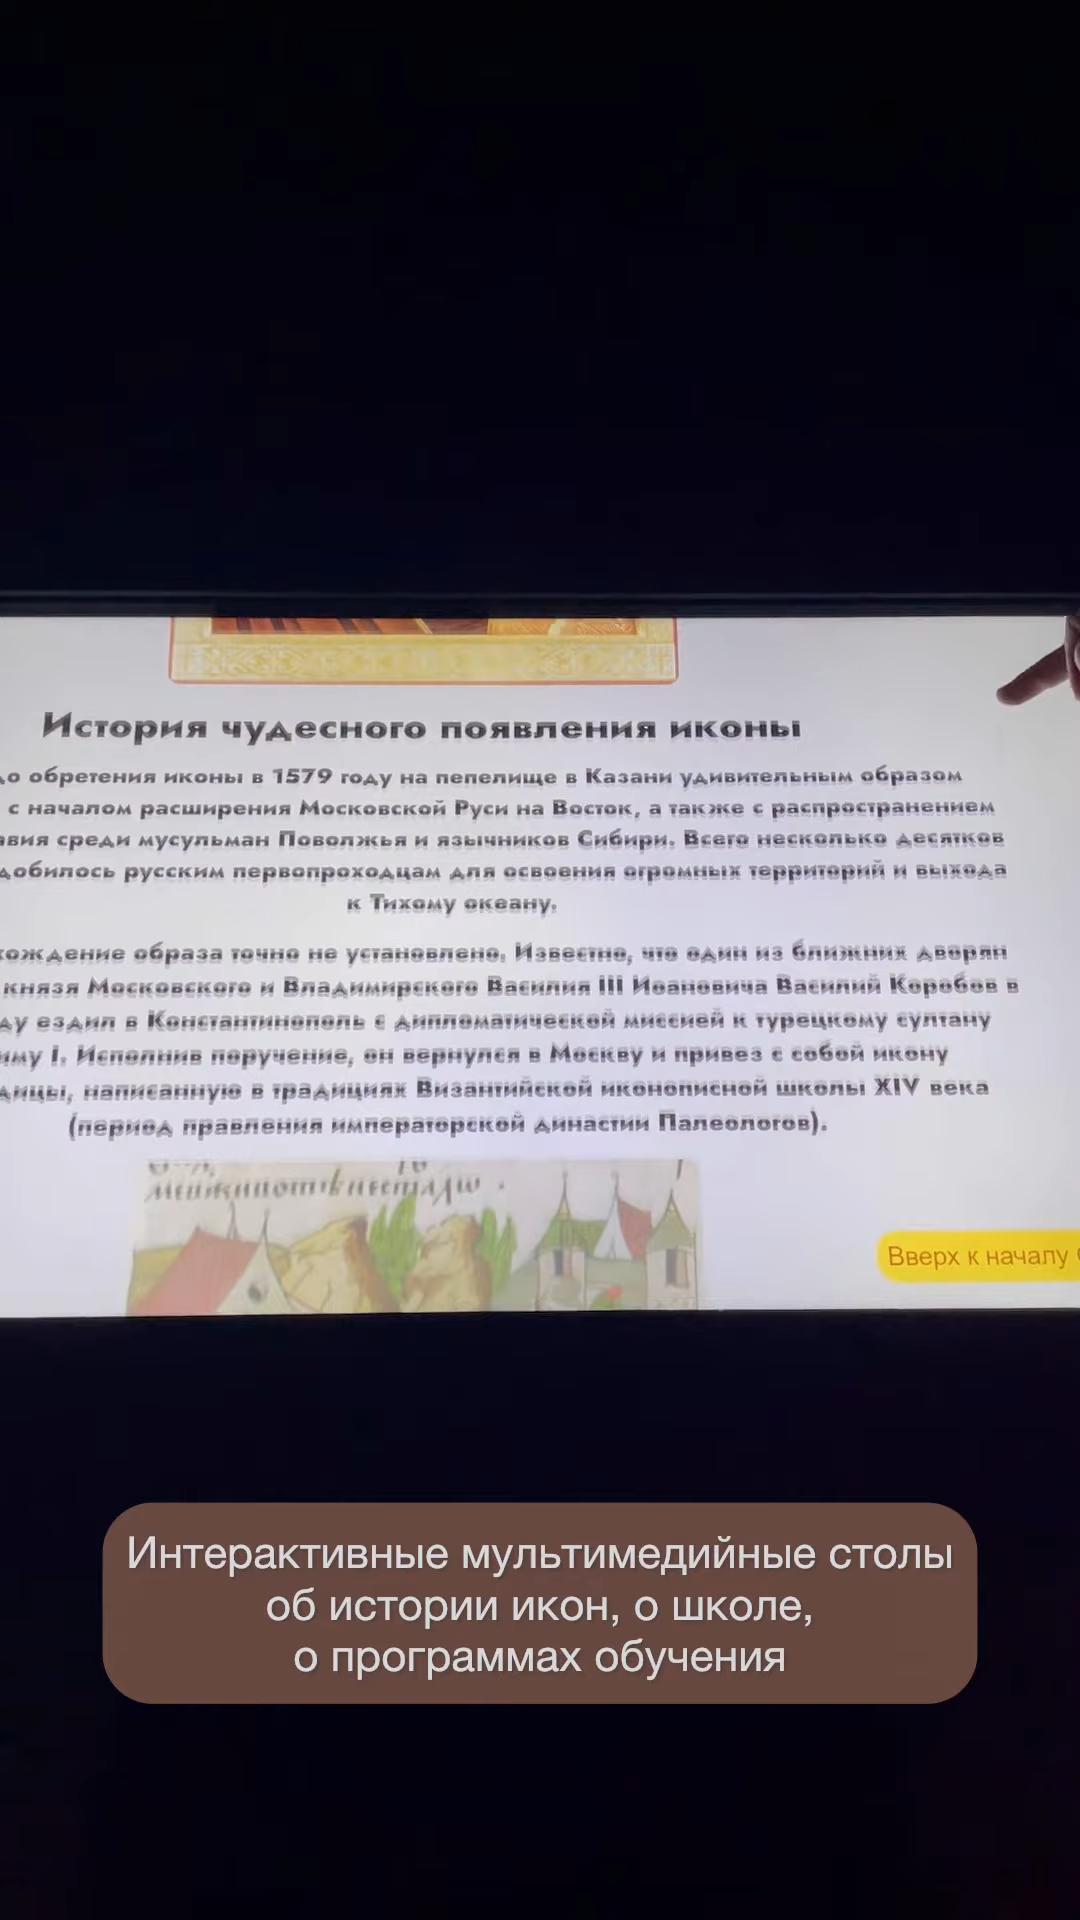 История чудесного появления иконы
до обретения иконы в 1579 году на пепелище в Казани удивительным образом
с началом расширения Московской Руси на Восток, а также с распространением
среди мусульман Поволжья и язычников Сибири. Всего несколько десятков
русским первопроходцам для освоения огромных территорий и выхода
к Тихому океану.
образа точно не установлено. Известно, что один из ближних дворян
князя Московского и Владимирского Василия III Иоановича Василий Коробов в
ездил в Константинополь с дипломатической миссией к турецкому султану
I. Исполнив поручение, он вернулся в Москву и привез с собой икону
написанную в традициях Византийской иконописной школы XIV века
(период правления императорской династии Палеологов).
Вверх к началу
Интерактивные мультимедийные столы
об истории икон, о школе,
о программах обучения